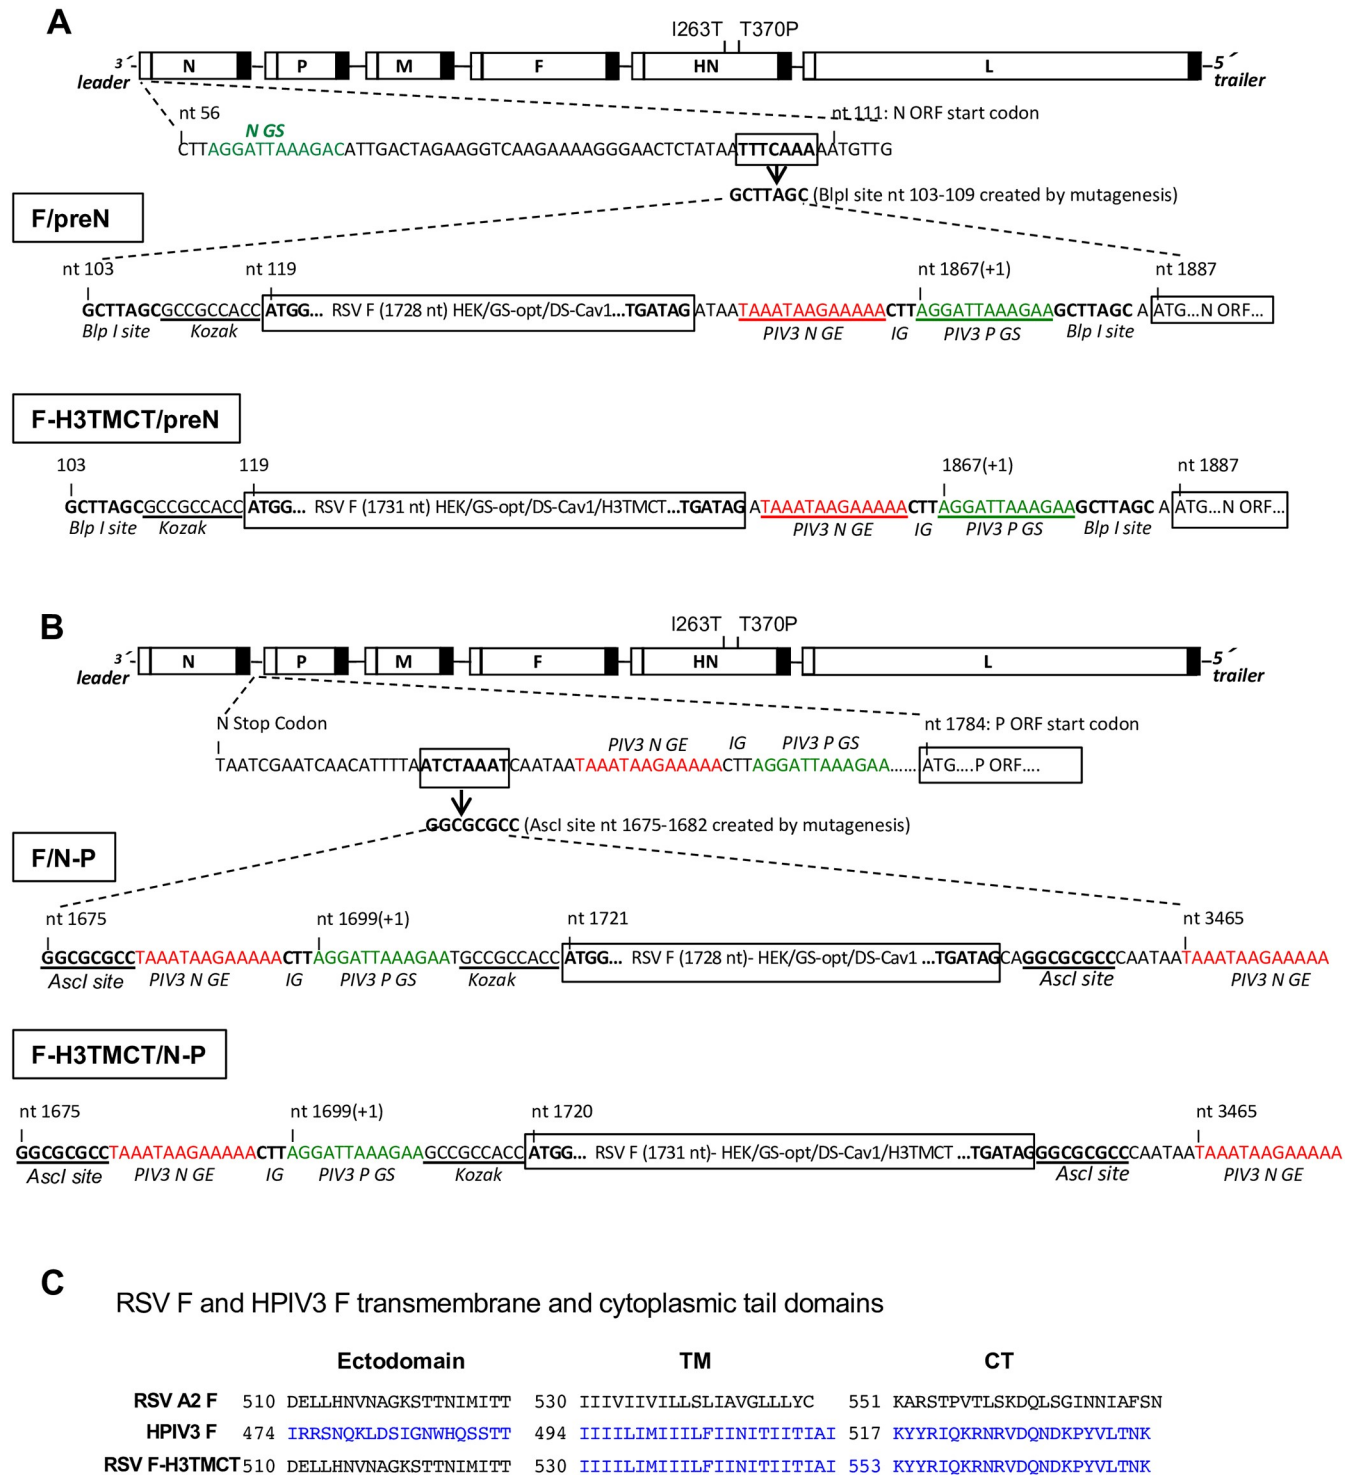 A
I263T T370P
3´ leader N P M F HN L 5´ trailer
nt 56 nt 111: N ORF start codon
N GS
CTTAGGATTAAAGACATTGACTAGAAGGTCAAGAAAAGGGAACTCTATAATTTCAAAAATGTTG
GCTTAGC (BlpI site nt 103-109 created by mutagenesis)
F/preN
nt 103 nt 119 nt 1867(+1) nt 1887
GCTTAGCGCCGCCACCATGG... RSV F (1728 nt) HEK/GS-opt/DS-Cav1...TGATAGATAATAAATAAGAAAAACTTAGGATTAAAGAAGCTTAGC A ATG...N ORF...
Blp I site Kozak PIV3 N GE IG PIV3 P GS Blp I site
F-H3TMCT/preN
103 119 1867(+1) nt 1887
GCTTAGCGCCGCCACCATGG... RSV F (1731 nt) HEK/GS-opt/DS-Cav1/H3TMCT...TGATAG ATAAATAAGAAAAACTTAGGATTAAAGAAGCTTAGC A ATG...N ORF...
Blp I site Kozak PIV3 N GE IG PIV3 P GS Blp I site
B
I263T T370P
3´ leader N P M F HN L 5´ trailer
N Stop Codon nt 1784: P ORF start codon
PIV3 N GE IG PIV3 P GS
TAATCGAATCAACATTTTAATCTAAATCAATAATAAATAAGAAAAACTTAGGATTAAAGAA...... ATG....P ORF....
GGCGCGCC (AscI site nt 1675-1682 created by mutagenesis)
F/N-P
nt 1675 nt 1699(+1) nt 1721 nt 3465
GGCGCGCCTAAATAAGAAAAACTTAGGATTAAAGAATGCCGCCACCATGG... RSV F (1728 nt)- HEK/GS-opt/DS-Cav1 ...TGATAGCAGGCGCGCCCAATAATAAATAAGAAAAA
AscI site PIV3 N GE IG PIV3 P GS Kozak AscI site PIV3 N GE
F-H3TMCT/N-P
nt 1675 nt 1699(+1) nt 1720 nt 3465
GGCGCGCCTAAATAAGAAAAACTTAGGATTAAAGAAGCCGCCACCATGG... RSV F (1731 nt)- HEK/GS-opt/DS-Cav1/H3TMCT ...TGATAGGGCGCGCCCAATAATAAATAAGAAAAA
AscI site PIV3 N GE IG PIV3 P GS Kozak AscI site PIV3 N GE
C
RSV F and HPIV3 F transmembrane and cytoplasmic tail domains
Ectodomain TM CT
RSV A2 F 510 DELLHNVNAGKSTTNIMITT 530 IIIVIIVILLSLIAVGLLLYC 551 KARSTPVTLSKDQLSGINNIAFSN
HPIV3 F 474 IRRSNQKLDSIGNWHQSSTT 494 IIIILIMIIILFIINITIITIAI 517 KYYRIQKRNRVDQNDKPYVLTNK
RSV F-H3TMCT 510 DELLHNVNAGKSTTNIMITT 530 IIIILIMIIILFIINITIITIAI 553 KYYRIQKRNRVDQNDKPYVLTNK